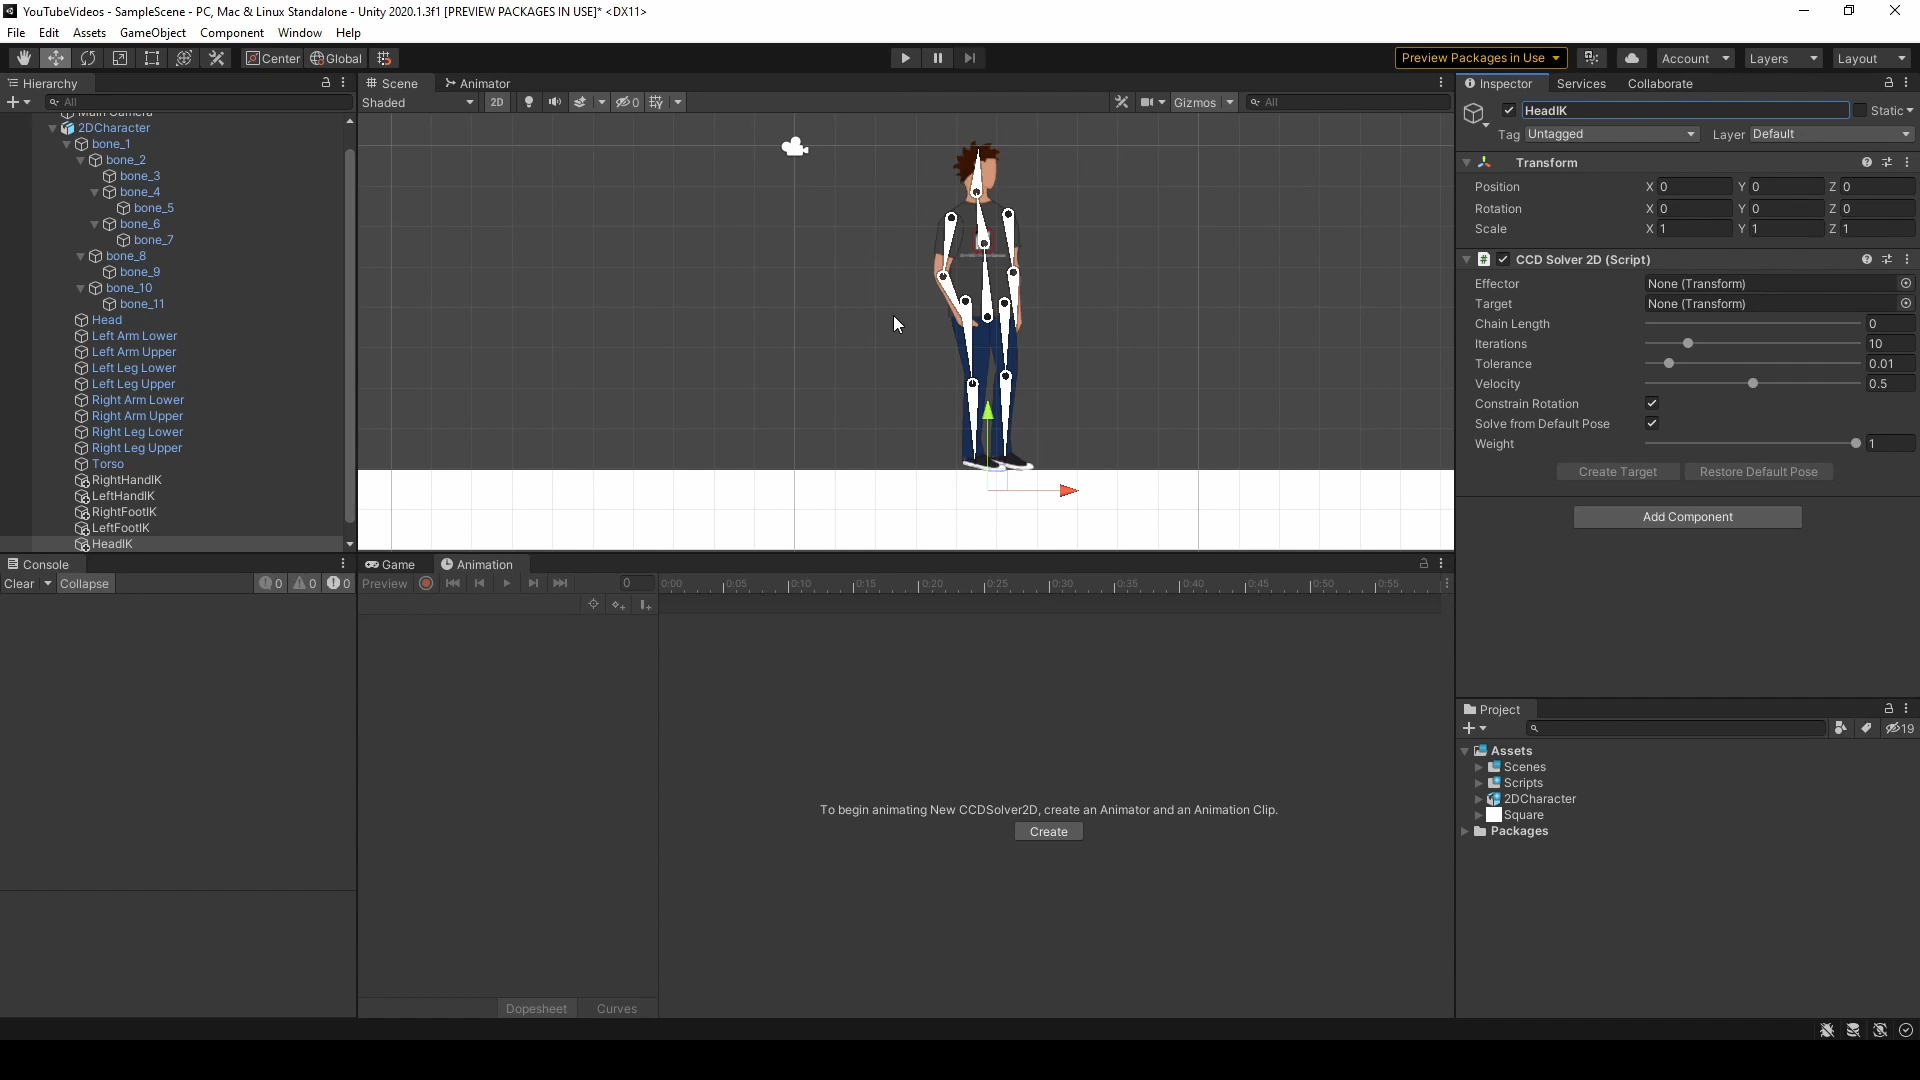 YouTubeVideos - SampleScene - PC, Mac & Linux Standalone - Unity 2020.1.3f1 [PREVIEW PACKAGES IN USE]* <DX11>
File Edit Assets GameObject Component Window Help
Center Global Preview Packages in Use Account Layers Layout
Hierarchy
All
Main Camera
2DCharacter
bone_1
bone_2
bone_3
bone_4
bone_5
bone_6
bone_7
bone_8
bone_9
bone_10
bone_11
Head
Left Arm Lower
Left Arm Upper
Left Leg Lower
Left Leg Upper
Right Arm Lower
Right Arm Upper
Right Leg Lower
Right Leg Upper
Torso
RightHandIK
LeftHandIK
RightFootIK
LeftFootIK
HeadIK
Scene Animator
Shaded 2D 0 Gizmos All
Inspector Services Collaborate
HeadIK Static
Tag Untagged Layer Default
Transform
Position X 0 Y 0 Z 0
Rotation X 0 Y 0 Z 0
Scale X 1 Y 1 Z 1
CCD Solver 2D (Script)
Effector None (Transform)
Target None (Transform)
Chain Length 0
Iterations 10
Tolerance 0.01
Velocity 0.5
Constrain Rotation
Solve from Default Pose
Weight 1
Create Target Restore Default Pose
Add Component
Console
Clear Collapse 0 0 0
Game Animation
Preview 0 0:00 0:05 0:10 0:15 0:20 0:25 0:30 0:35 0:40 0:45 0:50 0:55
To begin animating New CCDSolver2D, create an Animator and an Animation Clip.
Create
Dopesheet Curves
Project
19
Assets
Scenes
Scripts
2DCharacter
Square
Packages